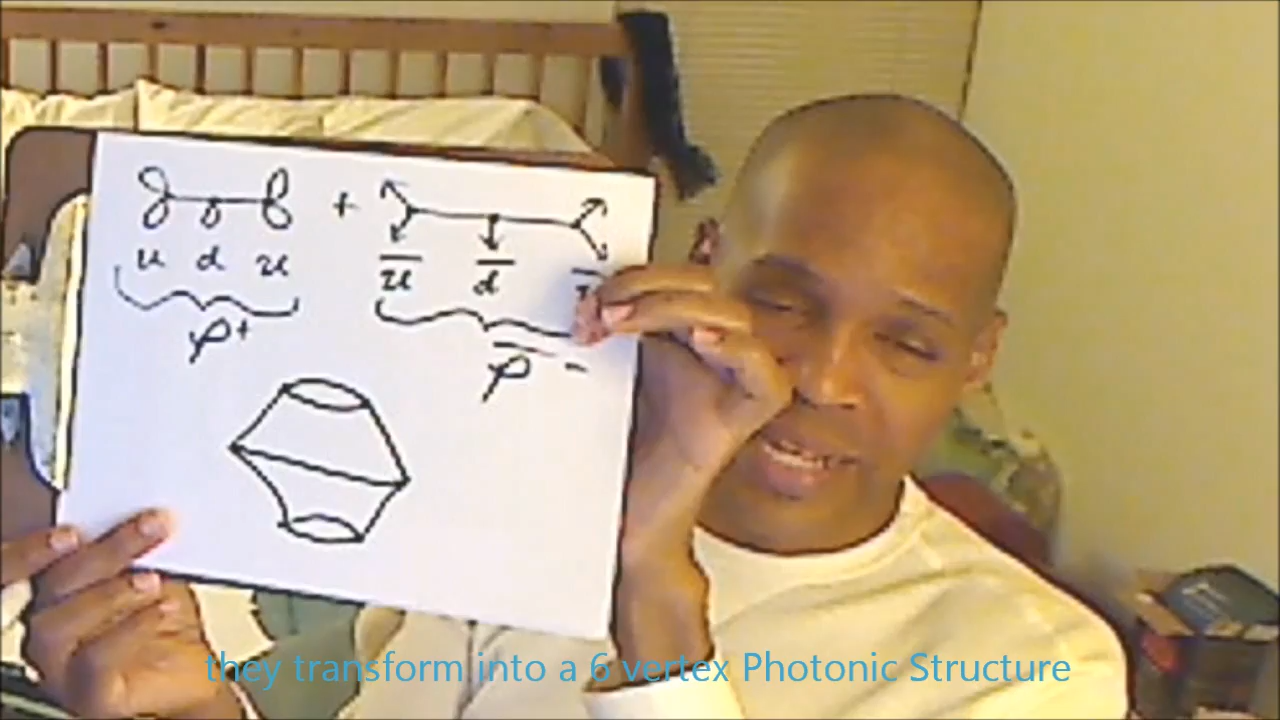 +
u d u u̅ d̅
p+ p̅ -
they transform into a 6 vertex Photonic Structure